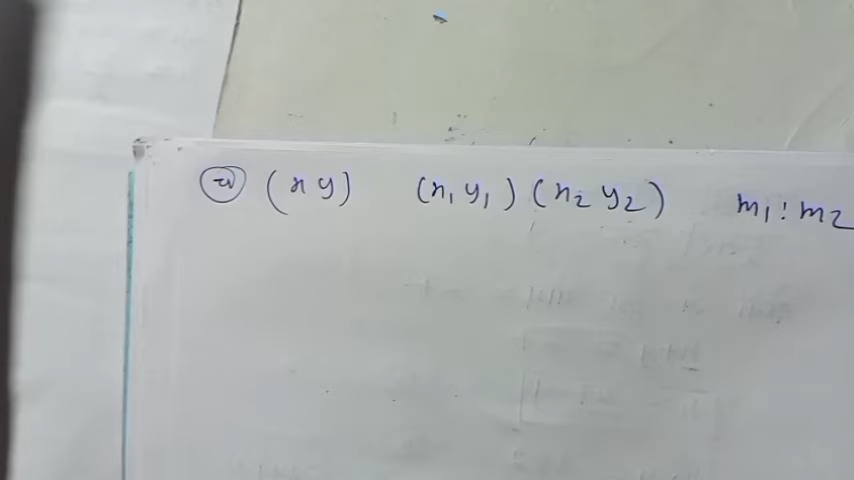 (x y) (x₁ y₁) (x₂ y₂) m₁ : m₂